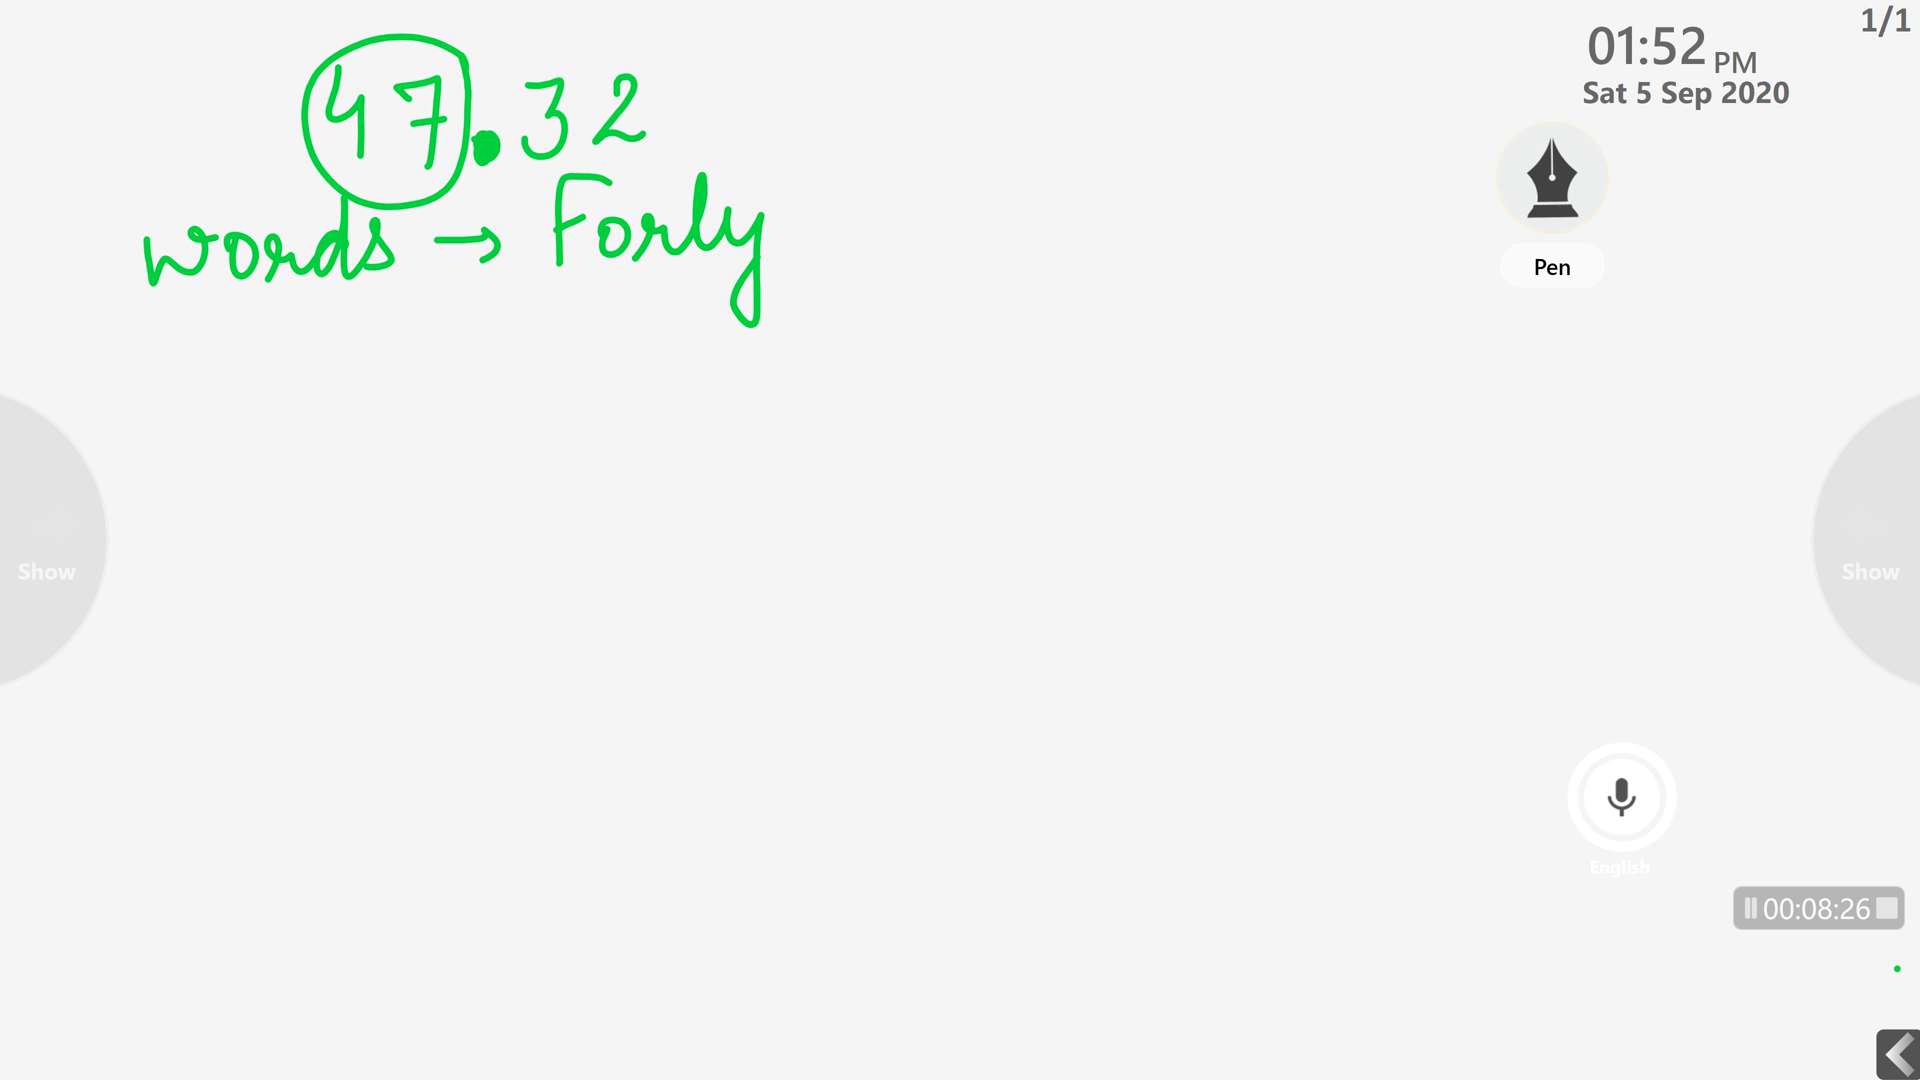 47.32
words → Forly
1/1
01:52 PM
Sat 5 Sep 2020
Pen
Show
Show
English
00:08:26